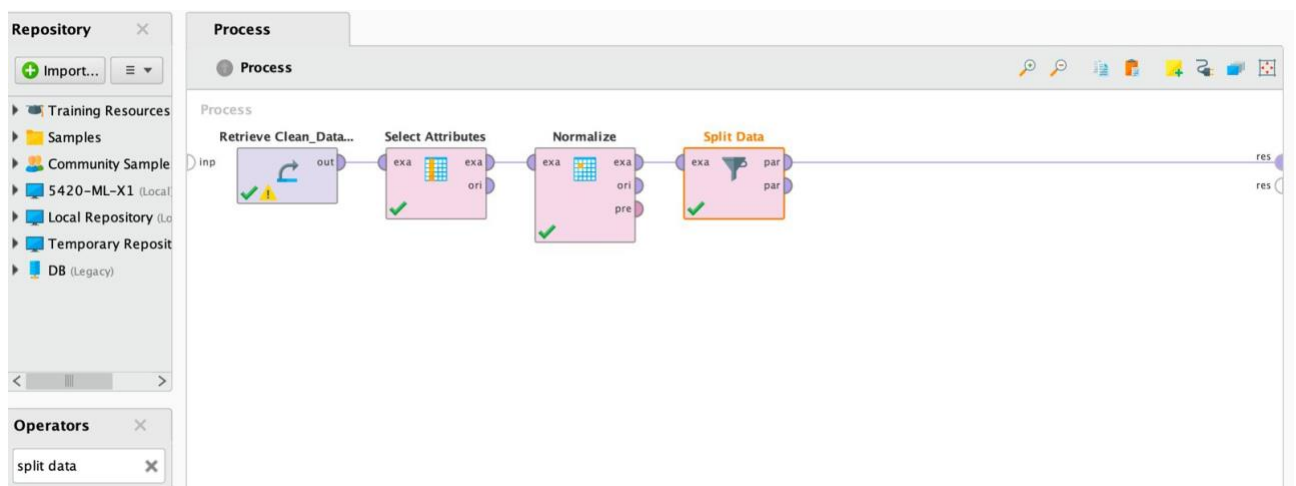 Repository
Process
Import...
Process
Training Resources
Process
Samples
Retrieve Clean_Data...
Select Attributes
Normalize
Split Data
Community Sample
inp
out
exa
exa
exa
exa
exa
par
res
5420-ML-X1 (Local
ori
ori
par
res
Local Repository (Lo
pre
Temporary Reposit
DB (Legacy)
Operators
split data